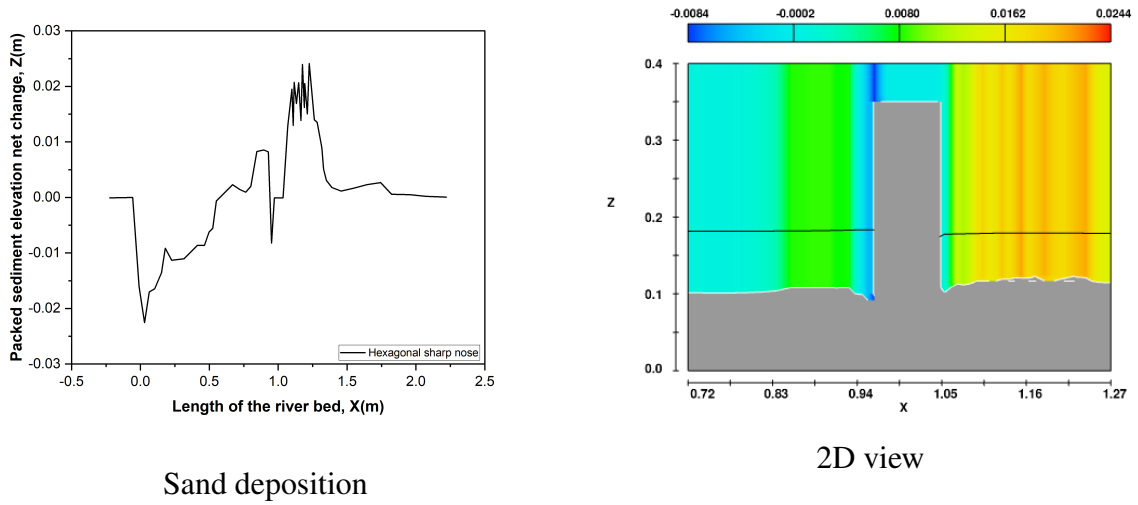 Packed sediment elevation net change, Z(m)
0.03
0.02
0.01
0.00
-0.01
-0.02
-0.03
-0.5 0.0 0.5 1.0 1.5 2.0 2.5
Hexagonal sharp nose
Length of the river bed, X(m)
Sand deposition
-0.0084 -0.0002 0.0080 0.0162 0.0244
0.4
0.3
Z
0.2
0.1
0.0
0.72 0.83 0.94 1.05 1.16 1.27
X
2D view